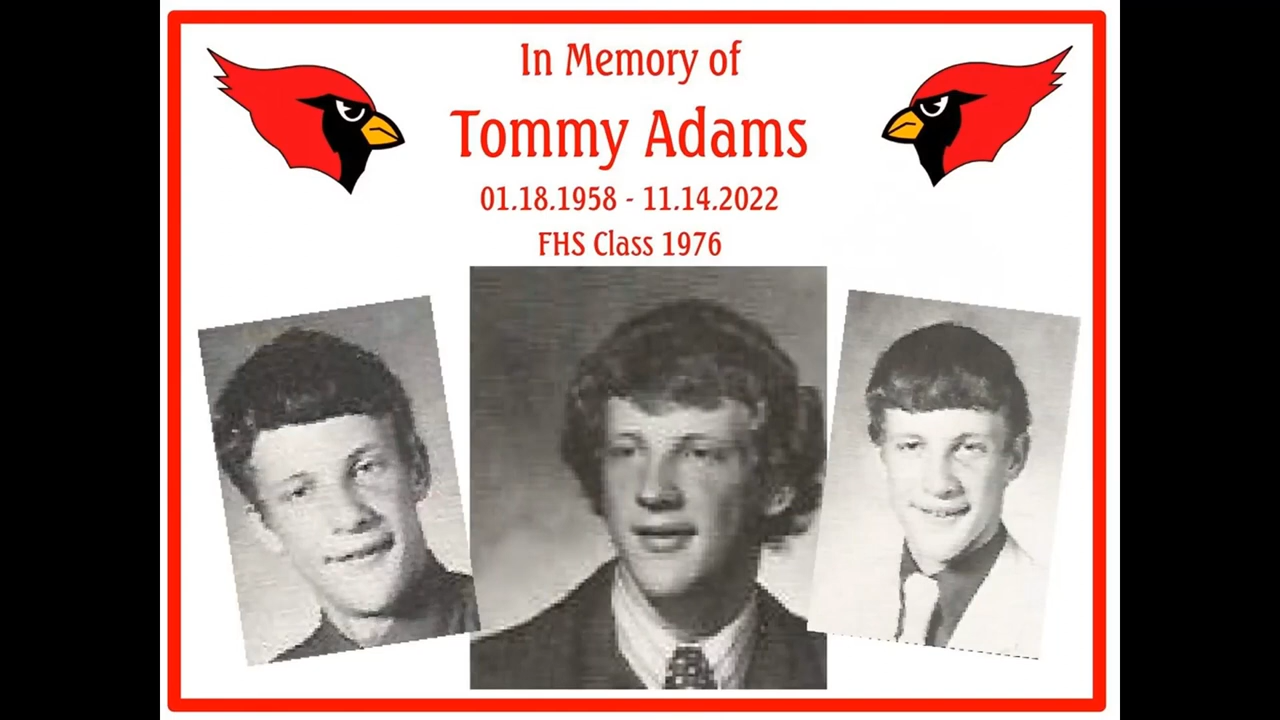 In Memory of
Tommy Adams
01.18.1958 - 11.14.2022
FHS Class 1976